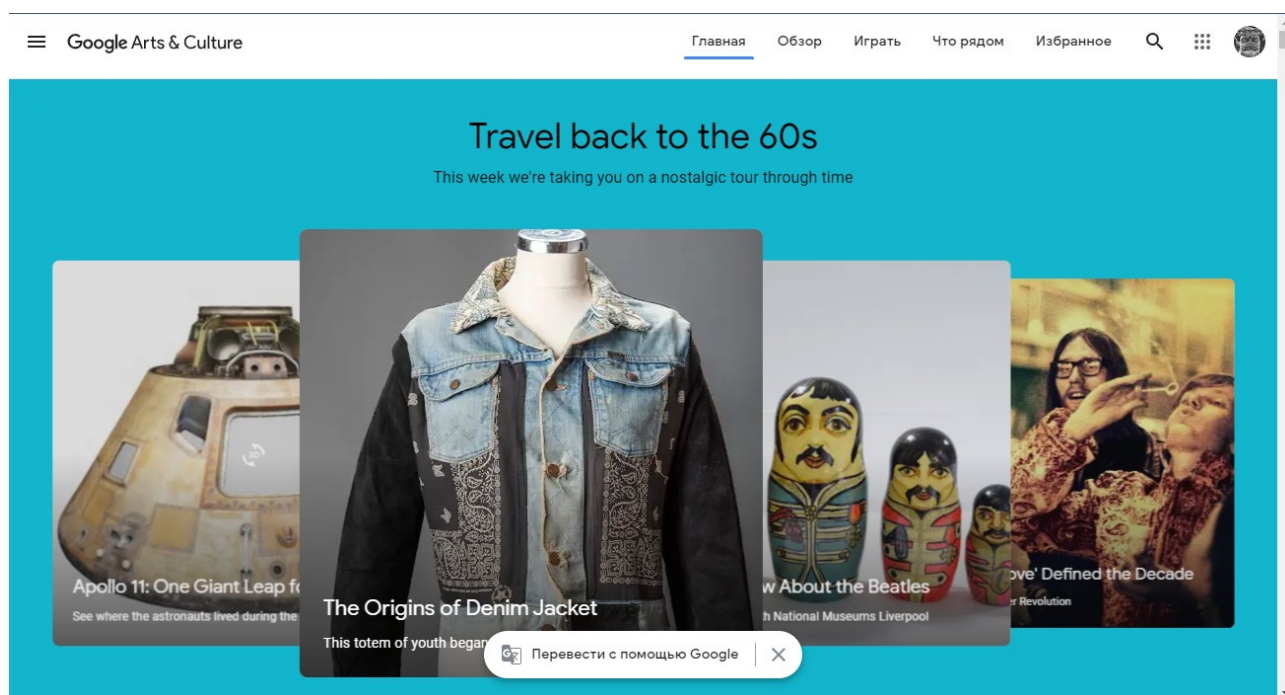 Google Arts & Culture
Главная Обзор Играть Что рядом Избранное
Travel back to the 60s
This week we're taking you on a nostalgic tour through time
3D
Apollo 11: One Giant Leap
See where the astronauts lived during the
The Origins of Denim Jacket
This totem of youth began
About the Beatles
National Museums Liverpool
Defined the Decade
Revolution
Перевести с помощью Google